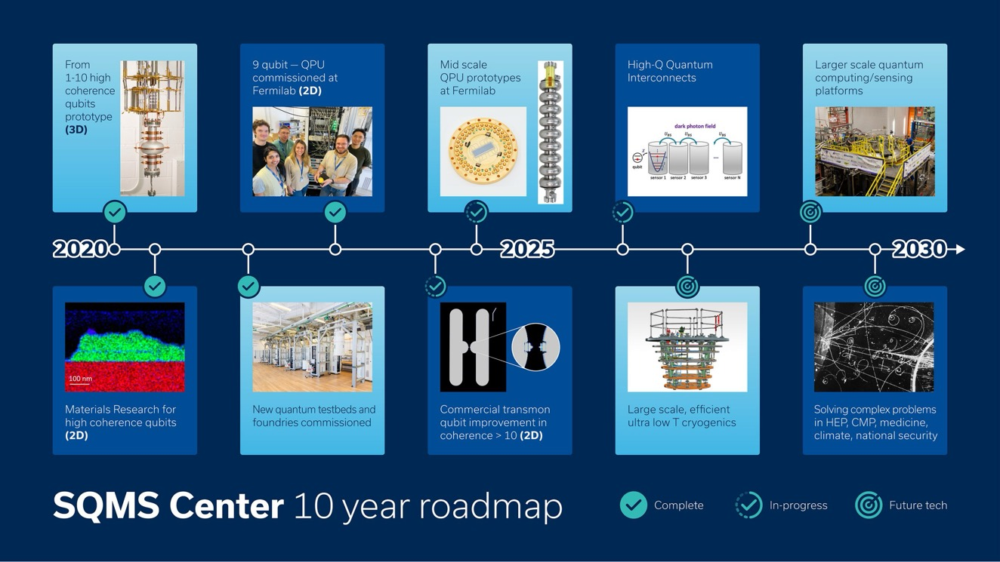 From
1-10 high
coherence
qubits
prototype
(3D)
9 qubit – QPU
commissioned at
Fermilab (2D)
Mid scale
QPU prototypes
at Fermilab
High-Q Quantum
Interconnects
dark photon field
U_BS U_BS U_BS
qubit
...
sensor 1 sensor 2 sensor 3 sensor N
Larger scale quantum
computing/sensing
platforms
2020 2025 2030
100 nm
Materials Research for
high coherence qubits
(2D)
New quantum testbeds and
foundries commissioned
Commercial transmon
qubit improvement in
coherence > 10 (2D)
Large scale, efficient
ultra low T cryogenics
Solving complex problems
in HEP, CMP, medicine,
climate, national security
SQMS Center 10 year roadmap
Complete In-progress Future tech